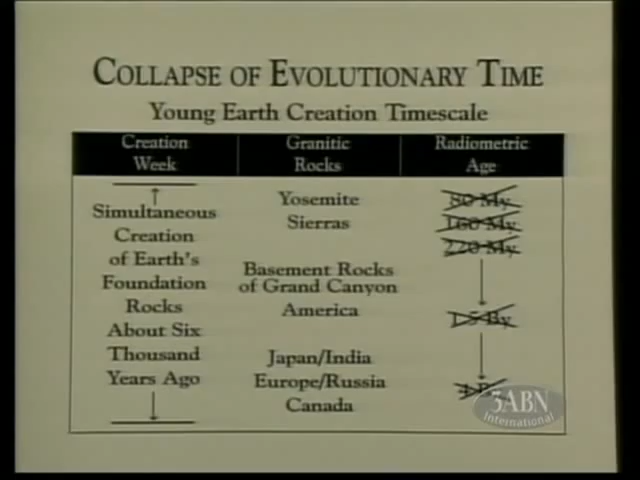 COLLAPSE OF EVOLUTIONARY TIME
Young Earth Creation Timescale
Creation Week
Granitic Rocks
Radiometric Age
Simultaneous
Creation
of Earth's
Foundation
Rocks
About Six
Thousand
Years Ago
Yosemite
Sierras
Basement Rocks
of Grand Canyon
America
Japan/India
Europe/Russia
Canada
80 My
160 My
220 My
1.5 By
3ABN
International